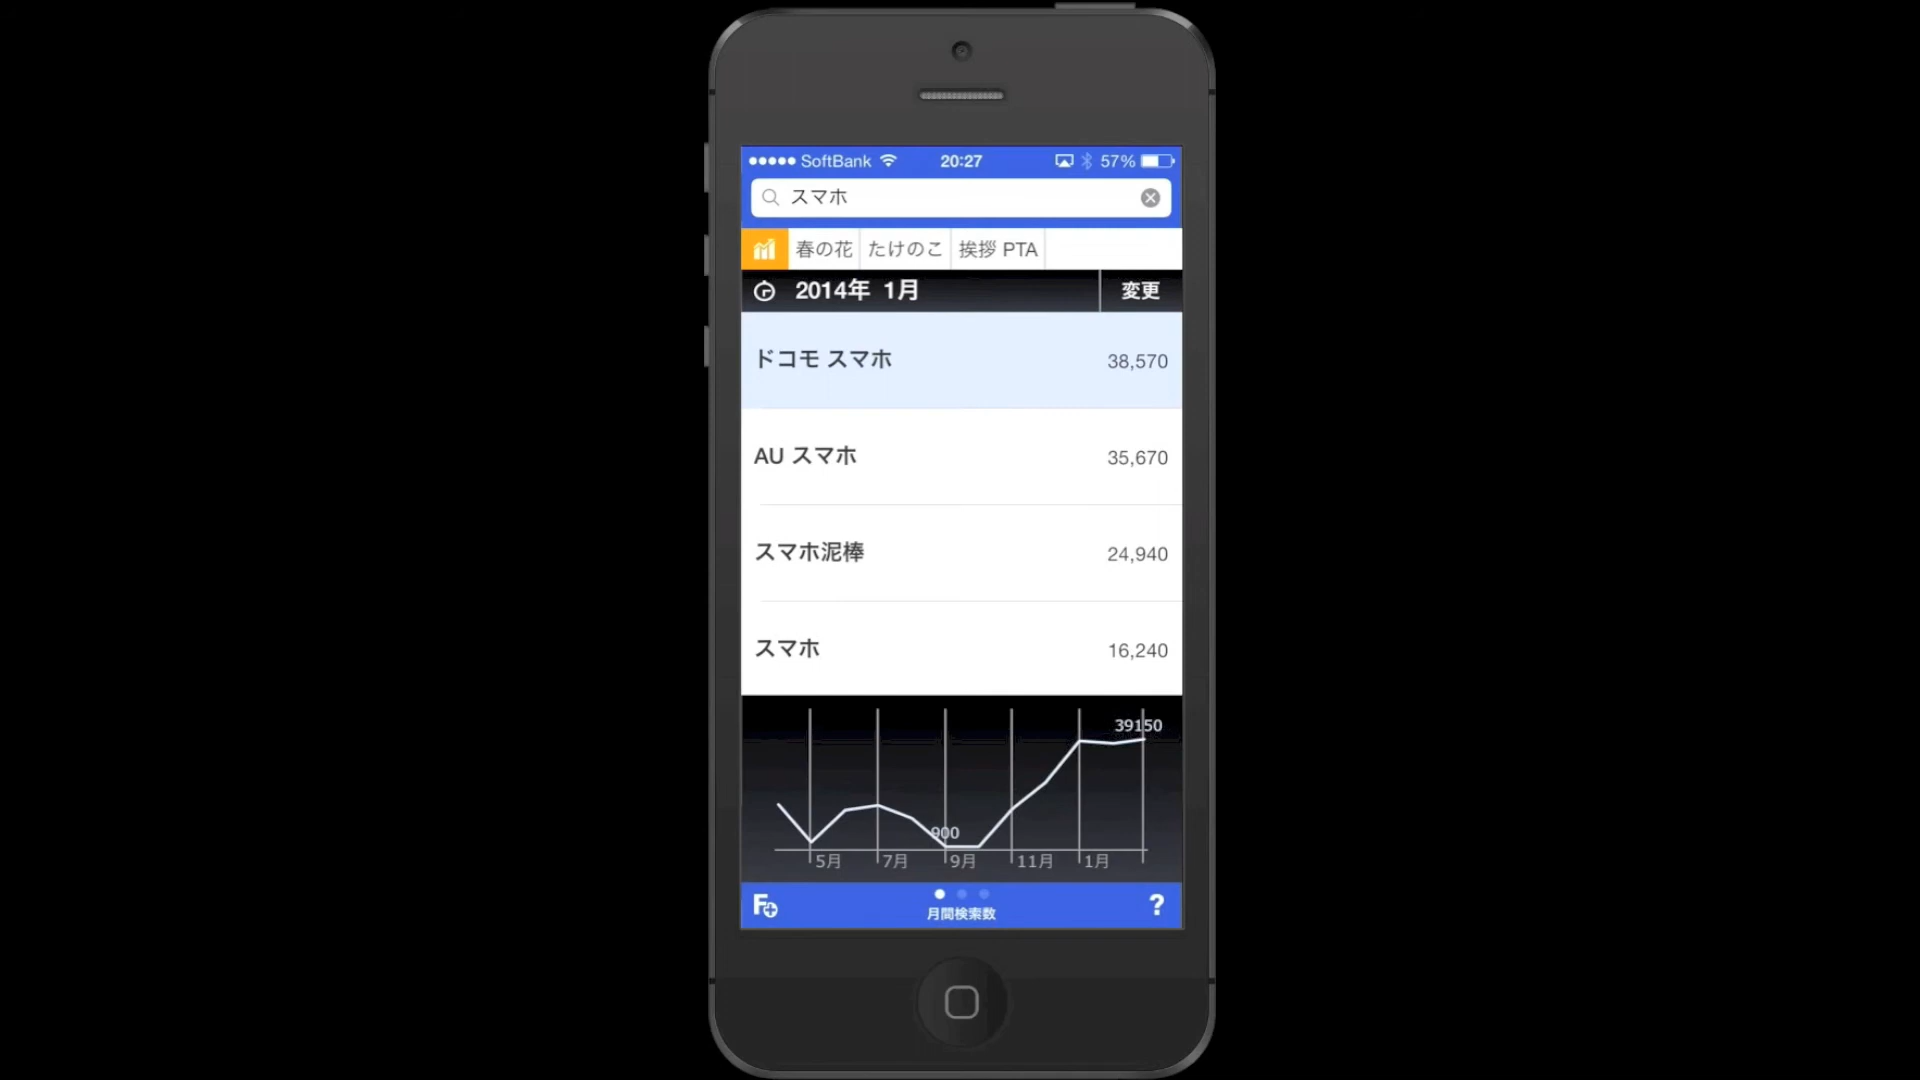 SoftBank 20:27 57%
スマホ
春の花 たけのこ 挨拶 PTA
2014年 1月 変更
ドコモ スマホ 38,570
AU スマホ 35,670
スマホ泥棒 24,940
スマホ 16,240
39150
900
5月 7月 9月 11月 1月
F
月間検索数
?